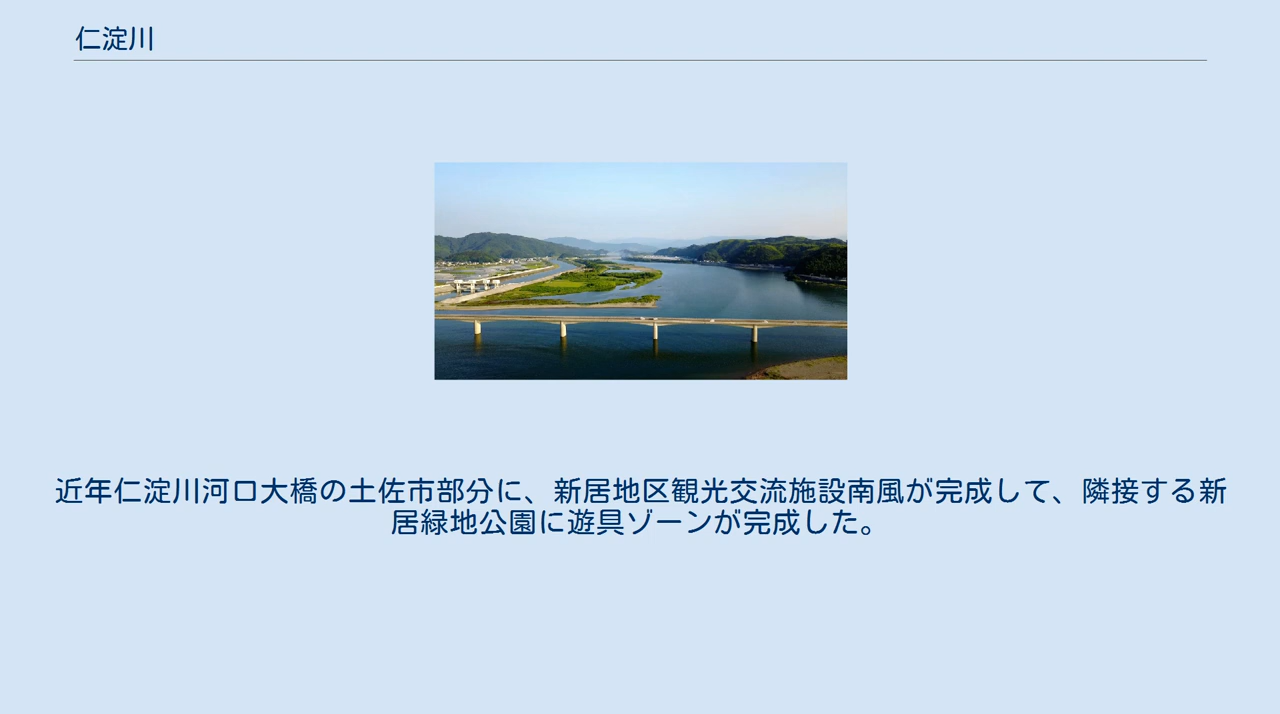 仁淀川
近年仁淀川河口大橋の土佐市部分に、新居地区観光交流施設南風が完成して、隣接する新
居緑地公園に遊具ゾーンが完成した。